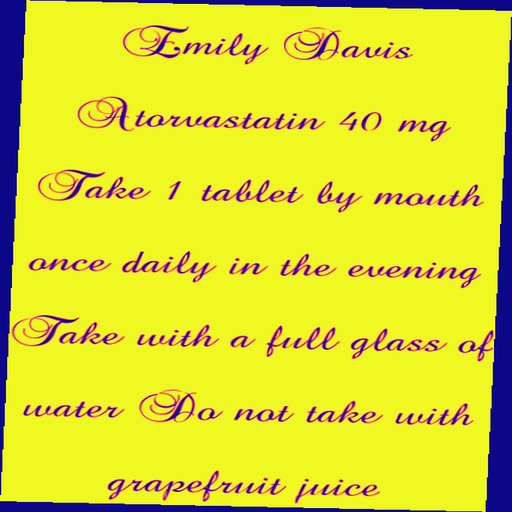 Emily Davis
Atorvastatin 40 mg
Take 1 tablet by mouth
once daily in the evening
Take with a full glass of
water Do not take with
grapefruit juice